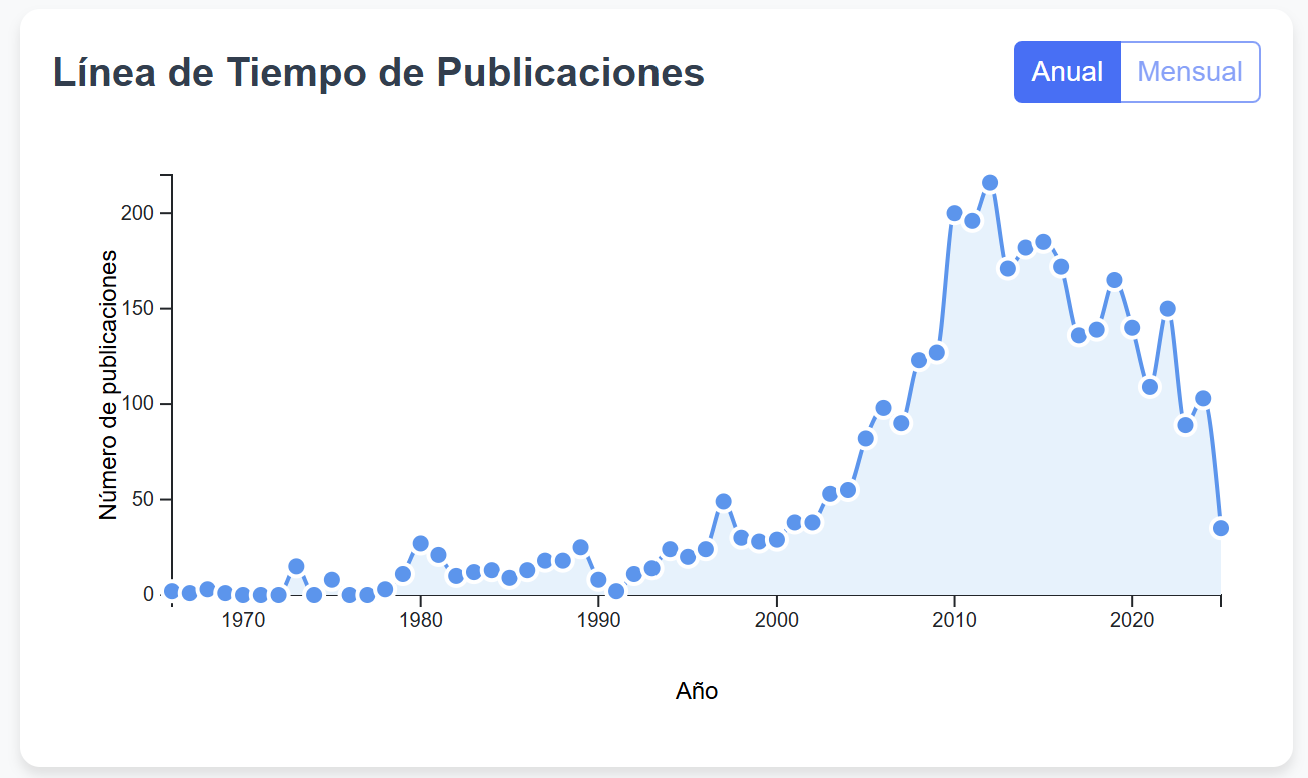 Línea de Tiempo de Publicaciones
Anual
Mensual
Número de publicaciones
200
150
100
50
0
1970
1980
1990
2000
2010
2020
Año